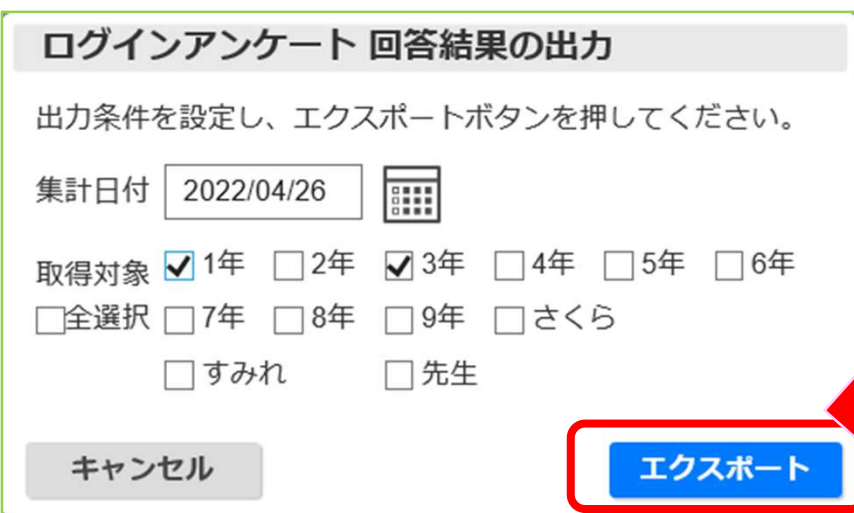 ログインアンケート 回答結果の出力
出力条件を設定し、エクスポートボタンを押してください。
集計日付 2022/04/26
取得対象 1年 2年 3年 4年 5年 6年
全選択 7年 8年 9年 さくら
すみれ 先生
キャンセル エクスポート